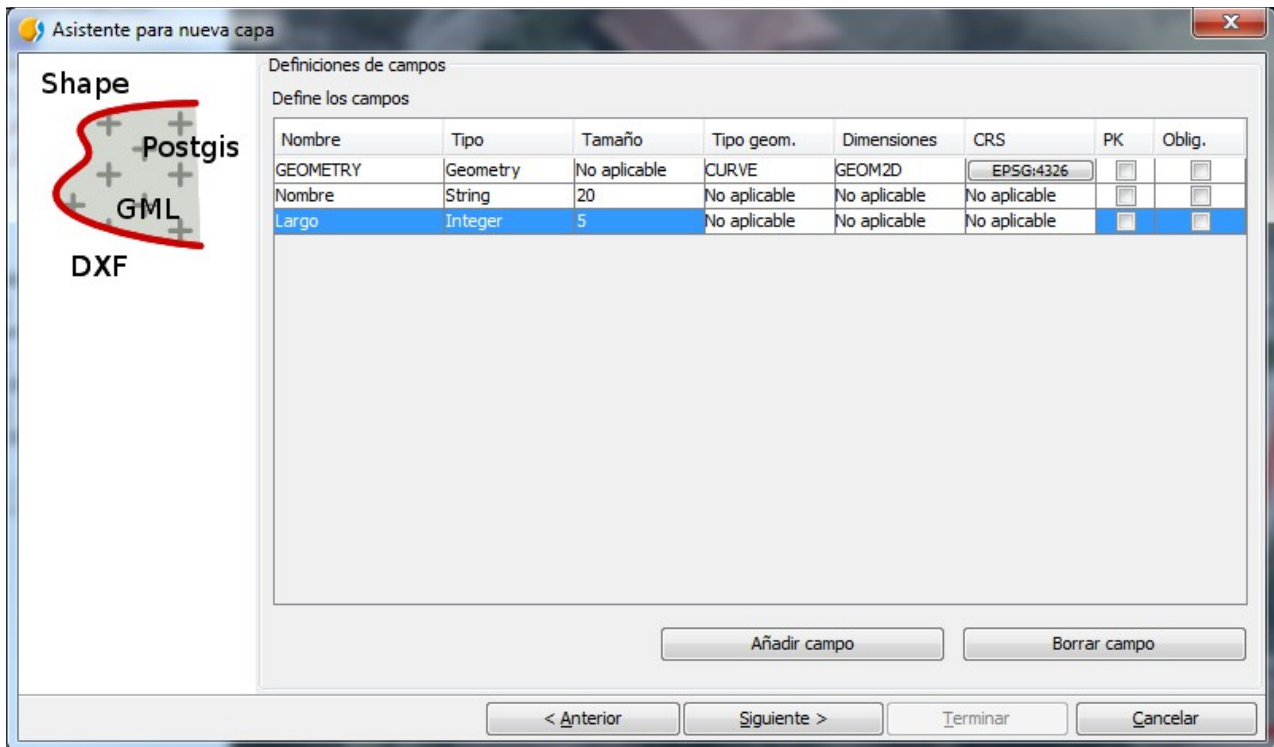 Asistente para nueva capa
Shape
Postgis
GML
DXF
Definiciones de campos
Define los campos
Nombre Tipo Tamaño Tipo geom. Dimensiones CRS PK Oblig.
GEOMETRY Geometry No aplicable CURVE GEOM2D EPSG:4326
Nombre String 20 No aplicable No aplicable No aplicable
Largo Integer 5 No aplicable No aplicable No aplicable
Añadir campo Borrar campo
< Anterior Siguiente > Terminar Cancelar